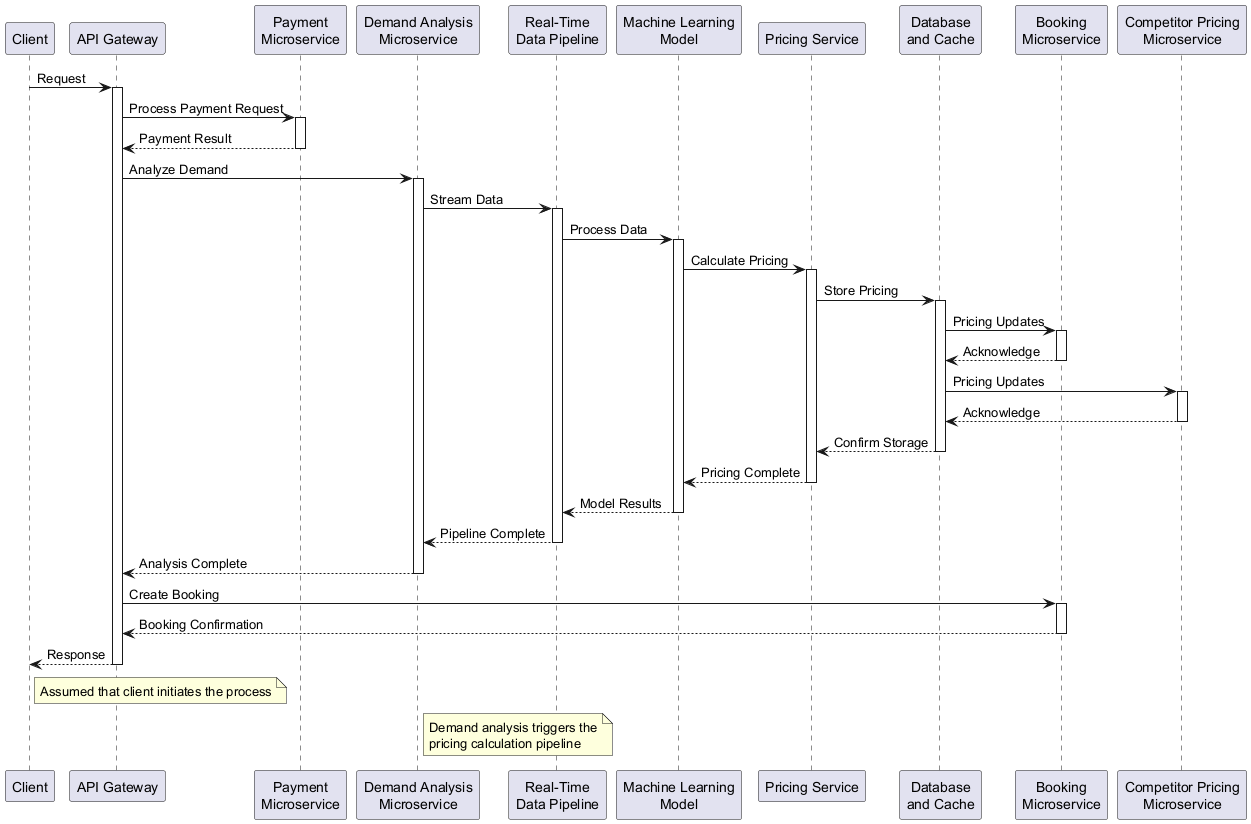 Client
API Gateway
Payment
Microservice
Demand Analysis
Microservice
Real-Time
Data Pipeline
Machine Learning
Model
Pricing Service
Database
and Cache
Booking
Microservice
Competitor Pricing
Microservice
Request
Process Payment Request
Payment Result
Analyze Demand
Stream Data
Process Data
Calculate Pricing
Store Pricing
Pricing Updates
Acknowledge
Pricing Updates
Acknowledge
Confirm Storage
Pricing Complete
Model Results
Pipeline Complete
Analysis Complete
Create Booking
Booking Confirmation
Response
Assumed that client initiates the process
Demand analysis triggers the
pricing calculation pipeline
Client
API Gateway
Payment
Microservice
Demand Analysis
Microservice
Real-Time
Data Pipeline
Machine Learning
Model
Pricing Service
Database
and Cache
Booking
Microservice
Competitor Pricing
Microservice